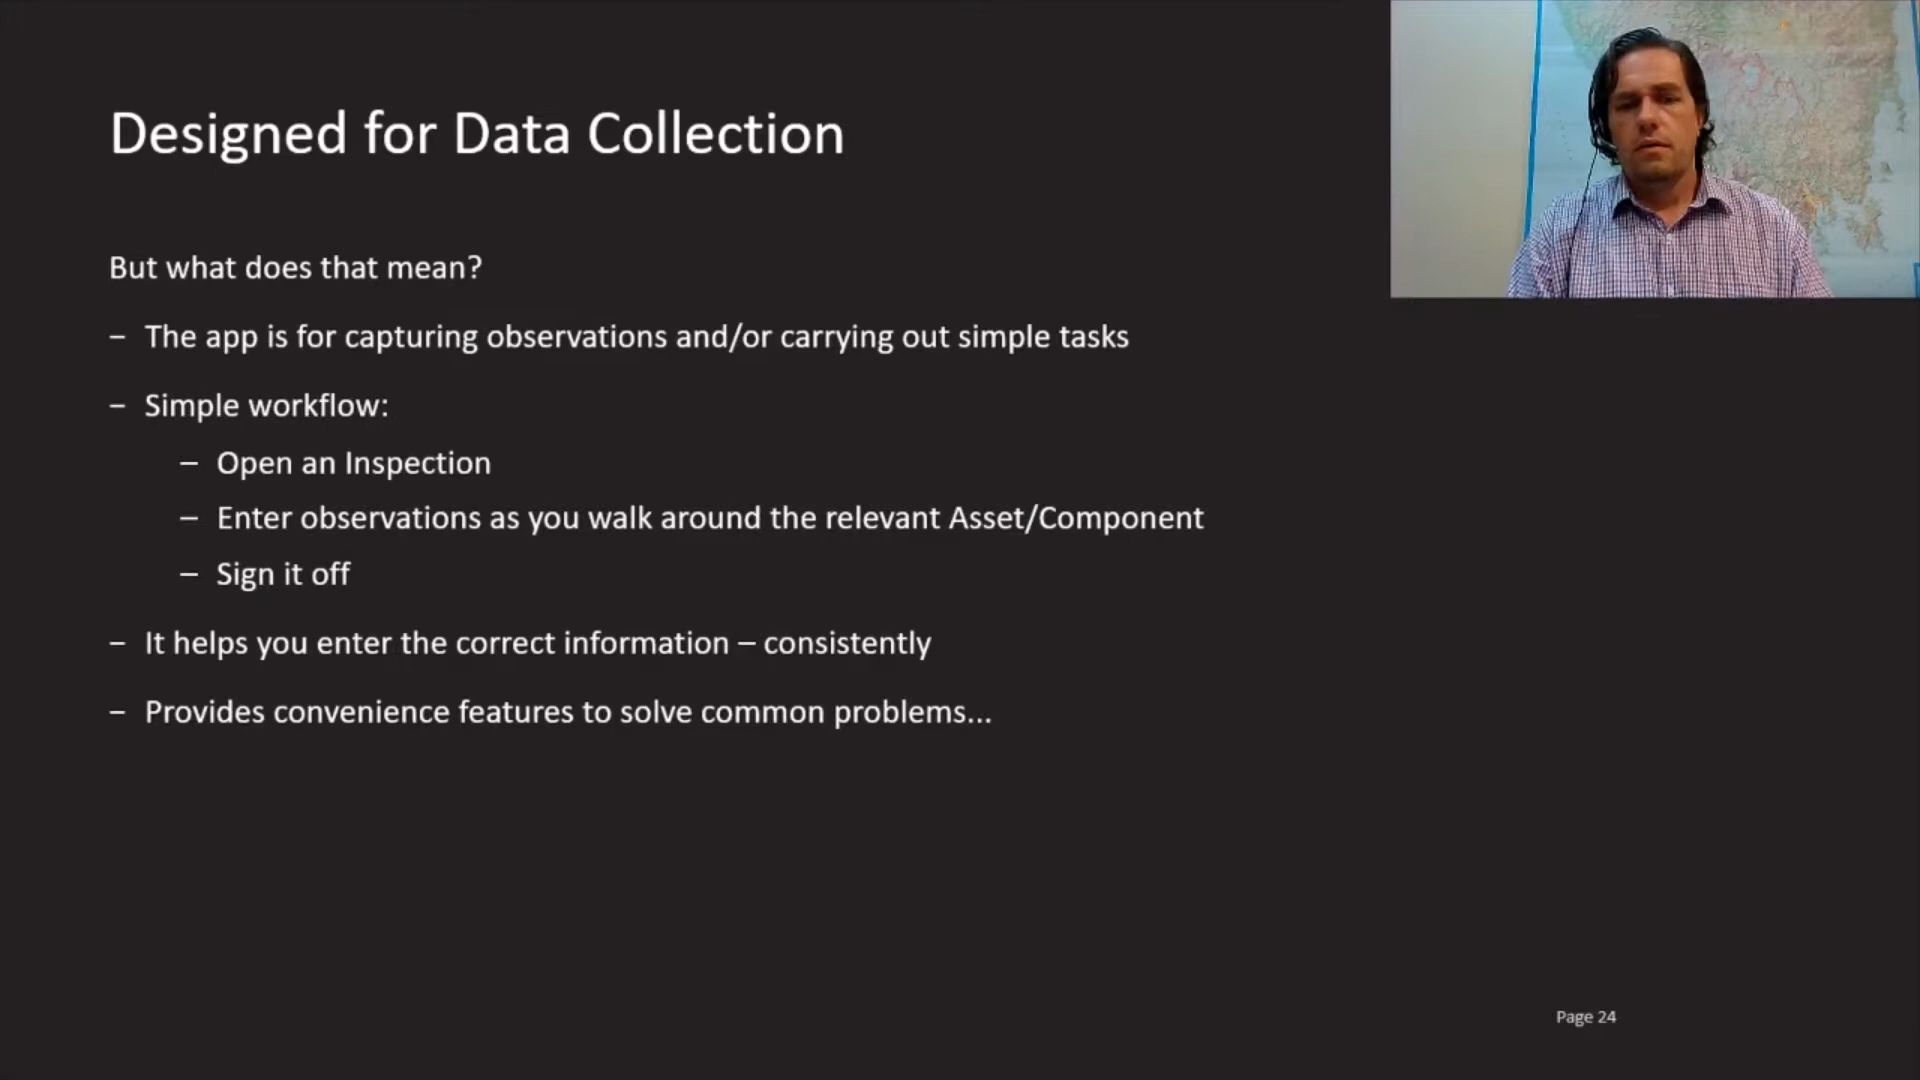 Designed for Data Collection
But what does that mean?
– The app is for capturing observations and/or carrying out simple tasks
– Simple workflow:
– Open an Inspection
– Enter observations as you walk around the relevant Asset/Component
– Sign it off
– It helps you enter the correct information – consistently
– Provides convenience features to solve common problems...
Page 24